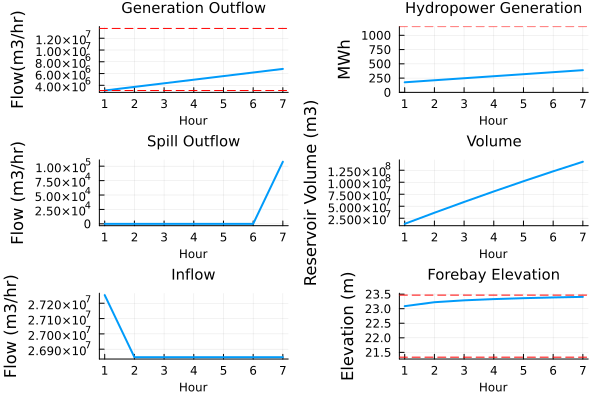 Generation Outflow
Flow(m3/hr)
1.20×10⁷
1.00×10⁷
8.00×10⁶
6.00×10⁶
4.00×10⁶
1 2 3 4 5 6 7
Hour
Hydropower Generation
MWh
1000
750
500
250
0
1 2 3 4 5 6 7
Hour
Spill Outflow
Flow (m3/hr)
1.00×10⁵
7.50×10⁴
5.00×10⁴
2.50×10⁴
0
1 2 3 4 5 6 7
Hour
Volume
Reservoir Volume (m3)
1.250×10⁸
1.000×10⁸
7.500×10⁷
5.000×10⁷
2.500×10⁷
1 2 3 4 5 6 7
Hour
Inflow
Flow (m3/hr)
2.720×10⁷
2.710×10⁷
2.700×10⁷
2.690×10⁷
1 2 3 4 5 6 7
Hour
Forebay Elevation
Elevation (m)
23.5
23.0
22.5
22.0
21.5
1 2 3 4 5 6 7
Hour